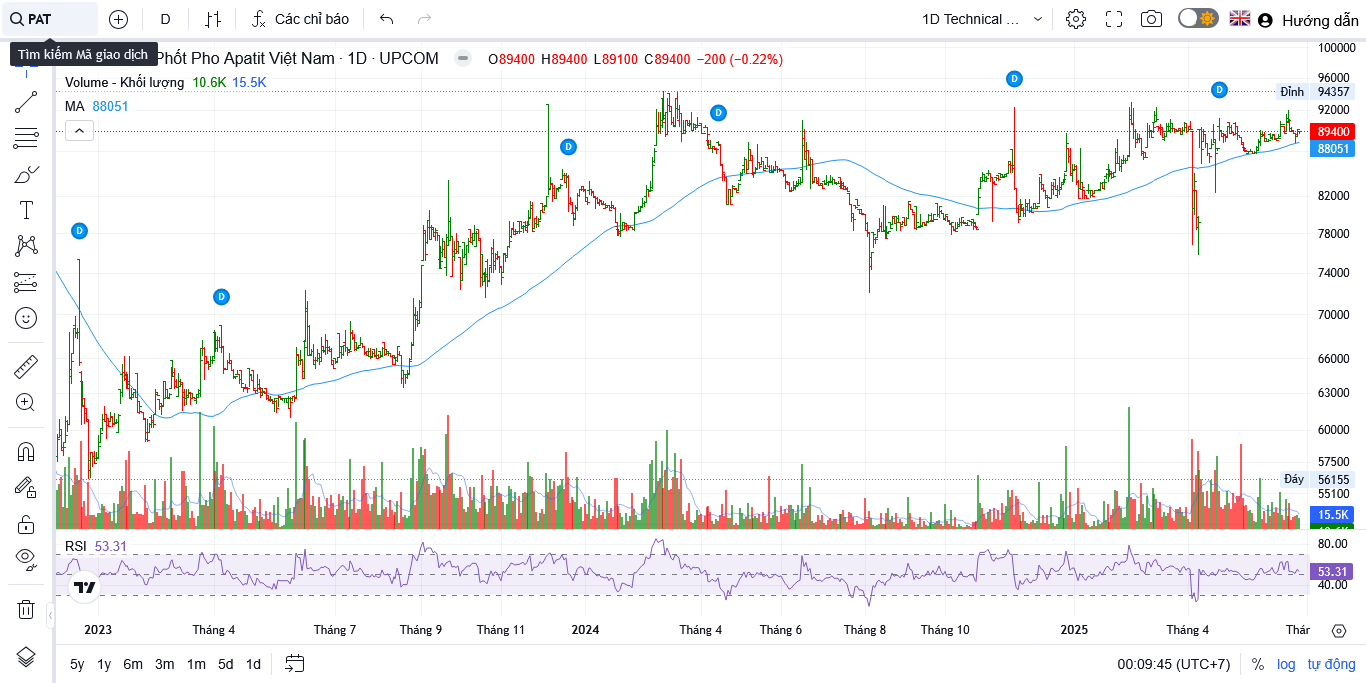 PAT
D
Các chỉ báo
1D Technical ...
Hướng dẫn
Tìm kiếm Mã giao dịch
Phốt Pho Apatit Việt Nam · 1D · UPCOM
O89400 H89400 L89100 C89400 −200 (−0.22%)
Volume - Khối lượng 10.6K 15.5K
MA 88051
100000
96000
Đỉnh 94357
92000
89400
88051
82000
78000
74000
70000
66000
63000
60000
57500
Đáy 56155
55100
15.5K
D
D
D
D
D
D
RSI 53.31
80.00
53.31
40.00
2023 Tháng 4 Tháng 7 Tháng 9 Tháng 11 2024 Tháng 4 Tháng 6 Tháng 8 Tháng 10 2025 Tháng 4 Thár
5y 1y 6m 3m 1m 5d 1d
00:09:45 (UTC+7) % log tự động